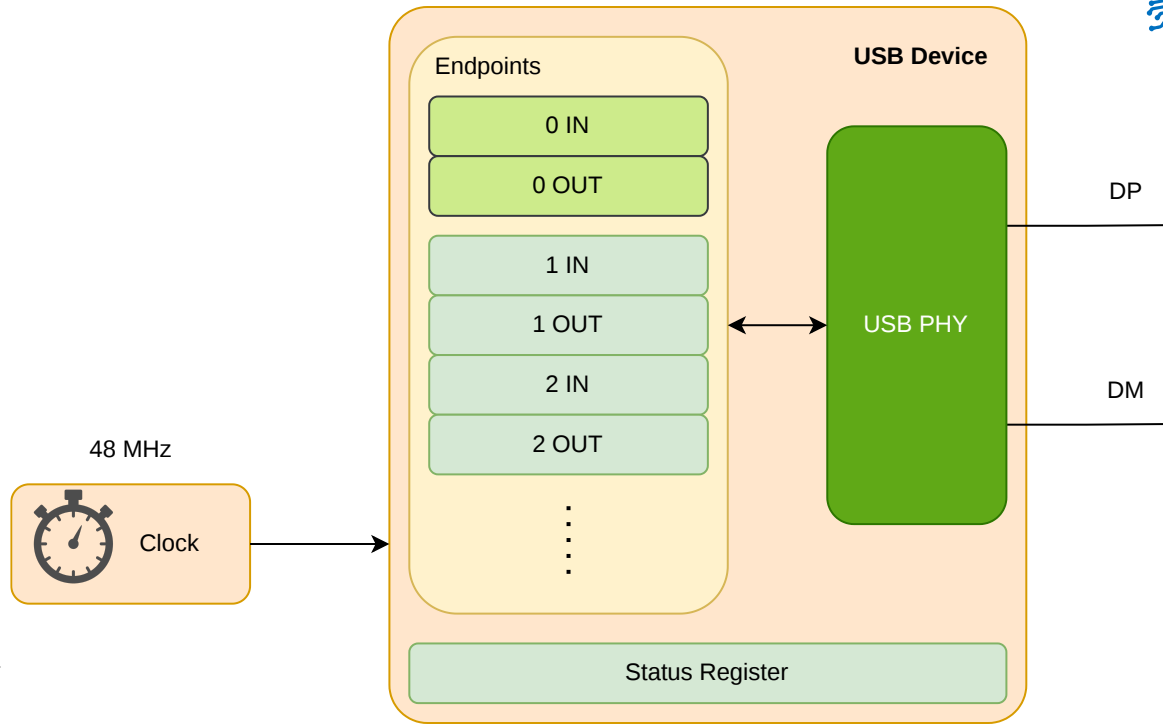 Endpoints
USB Device
0 IN
0 OUT
1 IN
1 OUT
2 IN
2 OUT
USB PHY
DP
DM
48 MHz
Clock
Status Register